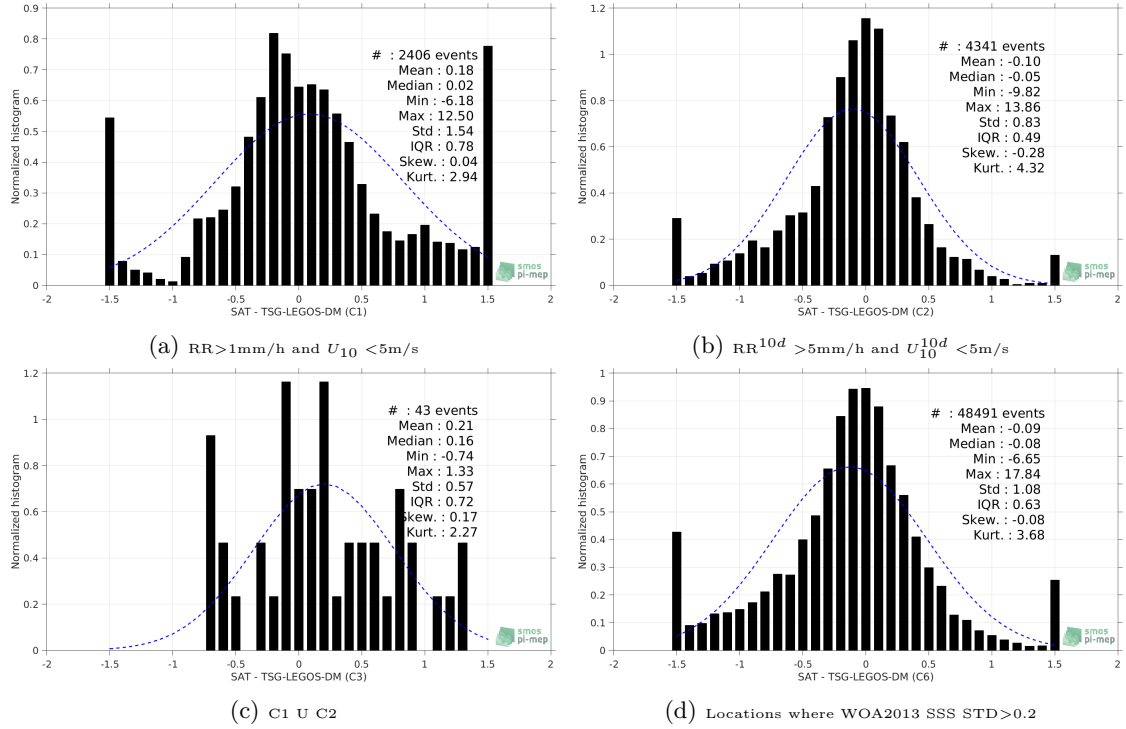 0.9
0.8
0.7
0.6
0.5
0.4
0.3
0.2
0.1
0
Normalized histogram
# : 2406 events
Mean : 0.18
Median : 0.02
Min : -6.18
Max : 12.50
Std : 1.54
IQR : 0.78
Skew. : 0.04
Kurt. : 2.94
smos
pi-mep
-2 -1.5 -1 -0.5 0 0.5 1 1.5 2
SAT - TSG-LEGOS-DM (C1)
(a) RR>1mm/h and U10 <5m/s
1.2
1
0.8
0.6
0.4
0.2
0
Normalized histogram
# : 4341 events
Mean : -0.10
Median : -0.05
Min : -9.82
Max : 13.86
Std : 0.83
IQR : 0.49
Skew. : -0.28
Kurt. : 4.32
smos
pi-mep
-2 -1.5 -1 -0.5 0 0.5 1 1.5 2
SAT - TSG-LEGOS-DM (C2)
(b) RR10d >5mm/h and U10 10d <5m/s
1.2
1
0.8
0.6
0.4
0.2
0
Normalized histogram
# : 43 events
Mean : 0.21
Median : 0.16
Min : -0.74
Max : 1.33
Std : 0.57
IQR : 0.72
Skew. : 0.17
Kurt. : 2.27
smos
pi-mep
-2 -1.5 -1 -0.5 0 0.5 1 1.5 2
SAT - TSG-LEGOS-DM (C3)
(c) C1 U C2
1
0.9
0.8
0.7
0.6
0.5
0.4
0.3
0.2
0.1
0
Normalized histogram
# : 48491 events
Mean : -0.09
Median : -0.08
Min : -6.65
Max : 17.84
Std : 1.08
IQR : 0.63
Skew. : -0.08
Kurt. : 3.68
smos
pi-mep
-2 -1.5 -1 -0.5 0 0.5 1 1.5 2
SAT - TSG-LEGOS-DM (C6)
(d) Locations where WOA2013 SSS STD>0.2